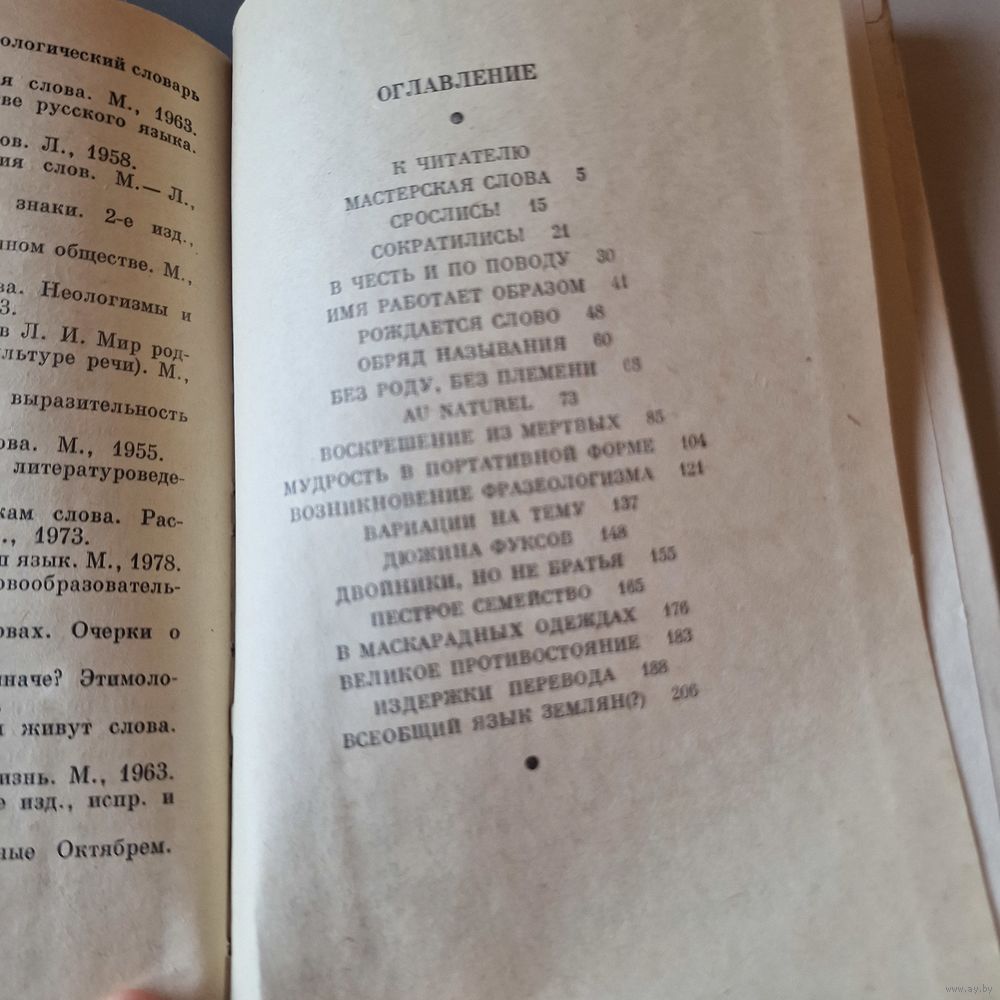 ологический словарь
я слова. М., 1963.
ве русского языка.
ов. Л., 1958.
ия слов. М.— Л.,
знаки. 2-е изд.,
нном обществе. М.,
ва. Неологизмы и
3.
в Л. И. Мир род-
льтуре речи). М.,
выразительность
ова. М., 1955.
литературоведе-
кам слова. Рас-
., 1973.
п язык. М., 1978.
овообразователь-
овах. Очерки о
иначе? Этимоло-
и живут слова.
изнь. М., 1963.
е изд., испр. и
ные Октябрем.
ОГЛАВЛЕНИЕ
К ЧИТАТЕЛЮ
МАСТЕРСКАЯ СЛОВА 5
СРОСЛИСЬ! 15
СОКРАТИЛИСЬ! 21
В ЧЕСТЬ И ПО ПОВОДУ 30
ИМЯ РАБОТАЕТ ОБРАЗОМ 41
РОЖДАЕТСЯ СЛОВО 48
ОБРЯД НАЗЫВАНИЯ 60
БЕЗ РОДУ, БЕЗ ПЛЕМЕНИ 68
AU NATUREL 73
ВОСКРЕШЕНИЕ ИЗ МЕРТВЫХ 85
МУДРОСТЬ В ПОРТАТИВНОЙ ФОРМЕ 104
ВОЗНИКНОВЕНИЕ ФРАЗЕОЛОГИЗМА 121
ВАРИАЦИИ НА ТЕМУ 137
ДЮЖИНА ФУКСОВ 148
ДВОЙНИКИ, НО НЕ БРАТЬЯ 155
ПЕСТРОЕ СЕМЕЙСТВО 165
В МАСКАРАДНЫХ ОДЕЖДАХ 176
ВЕЛИКОЕ ПРОТИВОСТОЯНИЕ 183
ИЗДЕРЖКИ ПЕРЕВОДА 188
ВСЕОБЩИЙ ЯЗЫК ЗЕМЛЯН(?) 206
www.ay.by